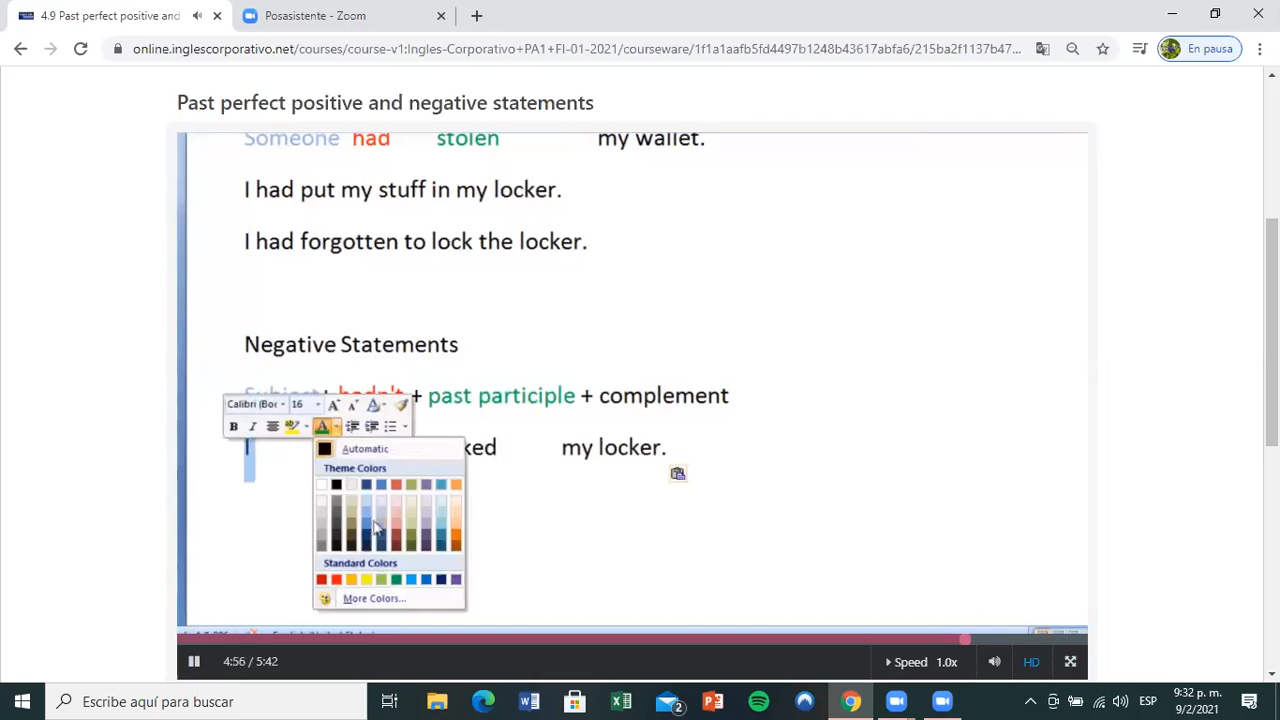 4.9 Past perfect positive and
Posasistente - Zoom
online.inglescorporativo.net/courses/course-v1:Ingles-Corporativo+PA1+FI-01-2021/courseware/1f1a1aafb5fd4497b1248b43617abfa6/215ba2f1137b47...
En pausa
Past perfect positive and negative statements
Someone had stolen my wallet.
I had put my stuff in my locker.
I had forgotten to lock the locker.
Negative Statements
Subject + hadn't + past participle + complement
Calibri (Bor 16
B I A
I ked my locker.
Automatic
Theme Colors
Standard Colors
More Colors...
4:56 / 5:42
Speed 1.0x
HD
Escribe aquí para buscar
2
ESP
9:32 p. m.
9/2/2021